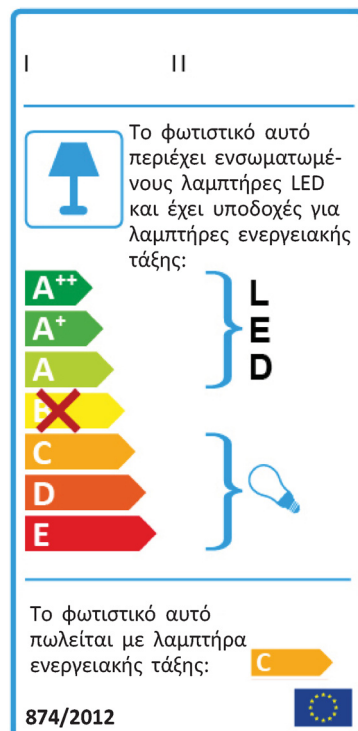 I II
Το φωτιστικό αυτό
περιέχει ενσωματωμέ-
νους λαμπτήρες LED
και έχει υποδοχές για
λαμπτήρες ενεργειακής
τάξης:
A++
A+
A
B
C
D
E
L
E
D
Το φωτιστικό αυτό
πωλείται με λαμπτήρα
ενεργειακής τάξης:
C
874/2012